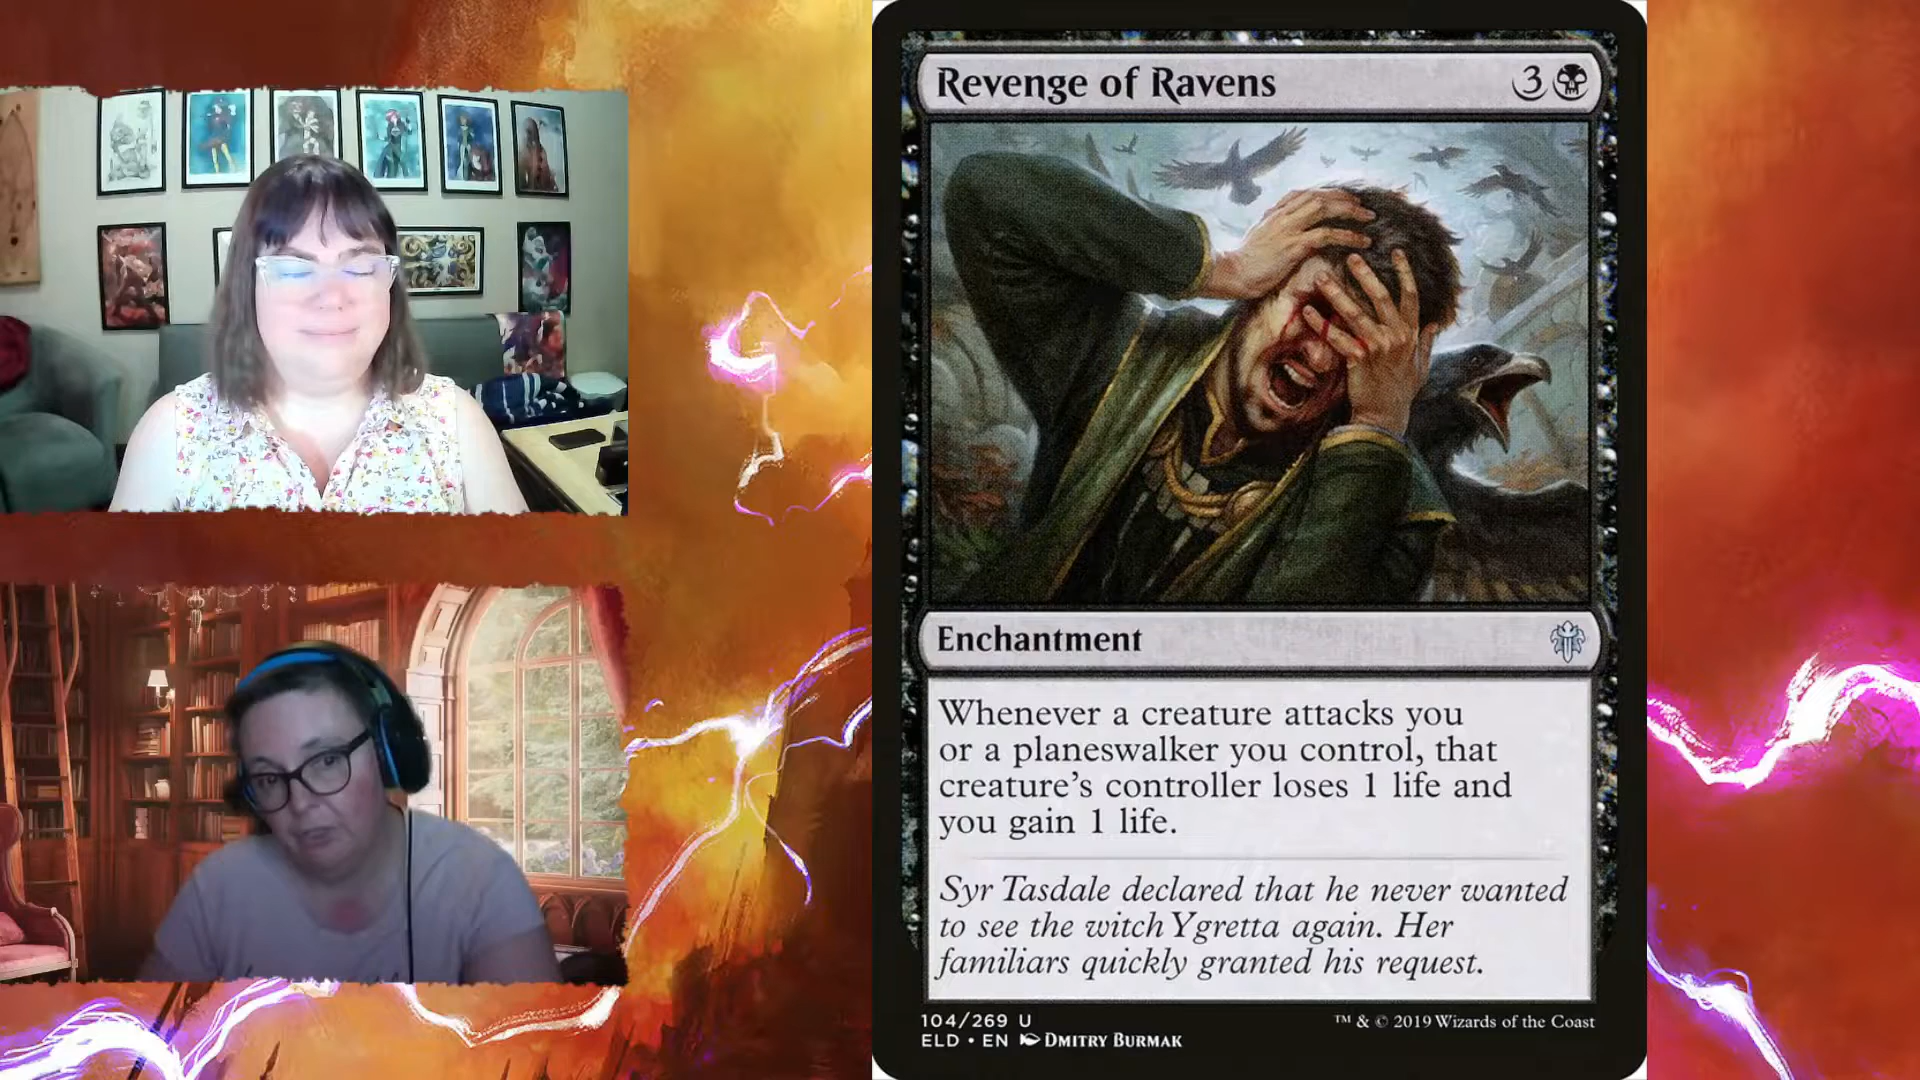 Revenge of Ravens 3
Enchantment
Whenever a creature attacks you
or a planeswalker you control, that
creature's controller loses 1 life and
you gain 1 life.
Syr Tasdale declared that he never wanted
to see the witch Ygretta again. Her
familiars quickly granted his request.
104/269 U
ELD • EN Dmitry Burmak
™ & © 2019 Wizards of the Coast